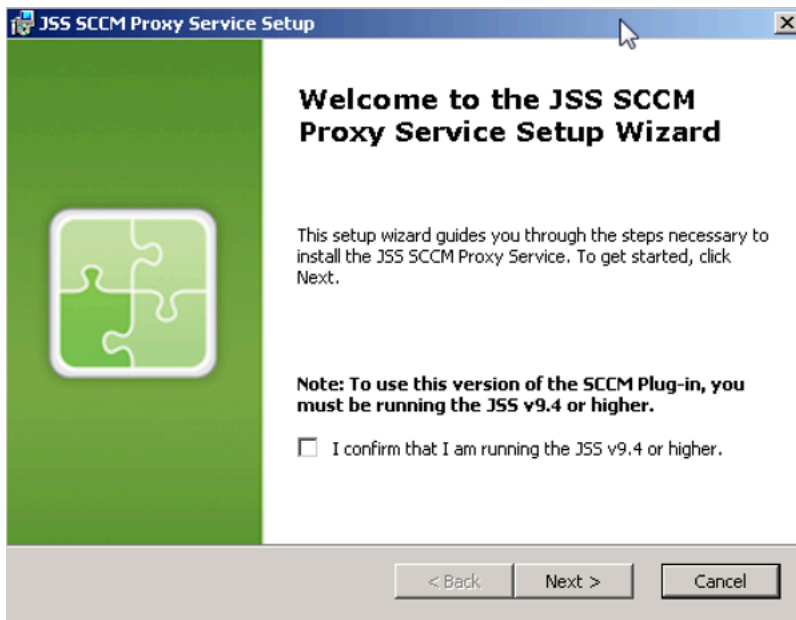 JSS SCCM Proxy Service Setup
Welcome to the JSS SCCM
Proxy Service Setup Wizard
This setup wizard guides you through the steps necessary to
install the JSS SCCM Proxy Service. To get started, click
Next.
Note: To use this version of the SCCM Plug-in, you
must be running the JSS v9.4 or higher.
I confirm that I am running the JSS v9.4 or higher.
< Back Next > Cancel